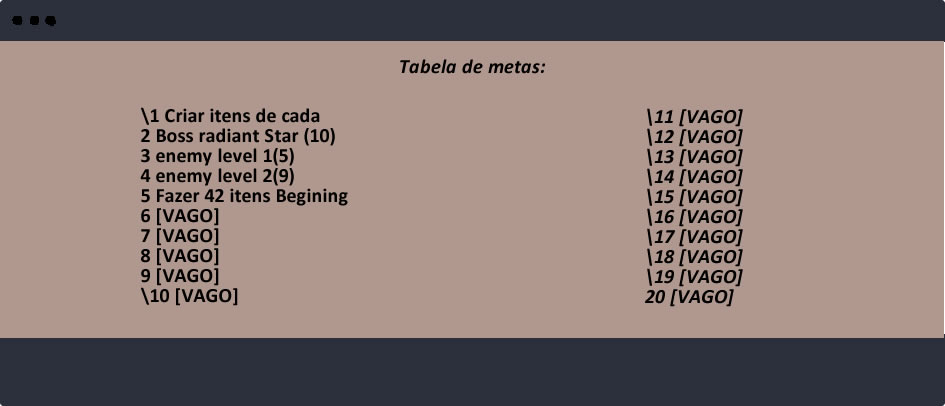 Tabela de metas:
\1 Criar itens de cada
2 Boss radiant Star (10)
3 enemy level 1(5)
4 enemy level 2(9)
5 Fazer 42 itens Begining
6 [VAGO]
7 [VAGO]
8 [VAGO]
9 [VAGO]
\10 [VAGO]
\11 [VAGO]
\12 [VAGO]
\13 [VAGO]
\14 [VAGO]
\15 [VAGO]
\16 [VAGO]
\17 [VAGO]
\18 [VAGO]
\19 [VAGO]
20 [VAGO]